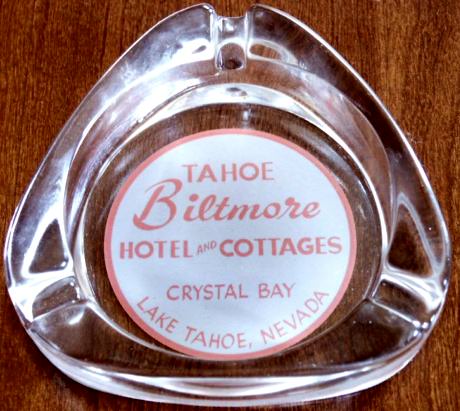 TAHOE
Biltmore
HOTEL AND COTTAGES
CRYSTAL BAY
LAKE TAHOE, NEVADA